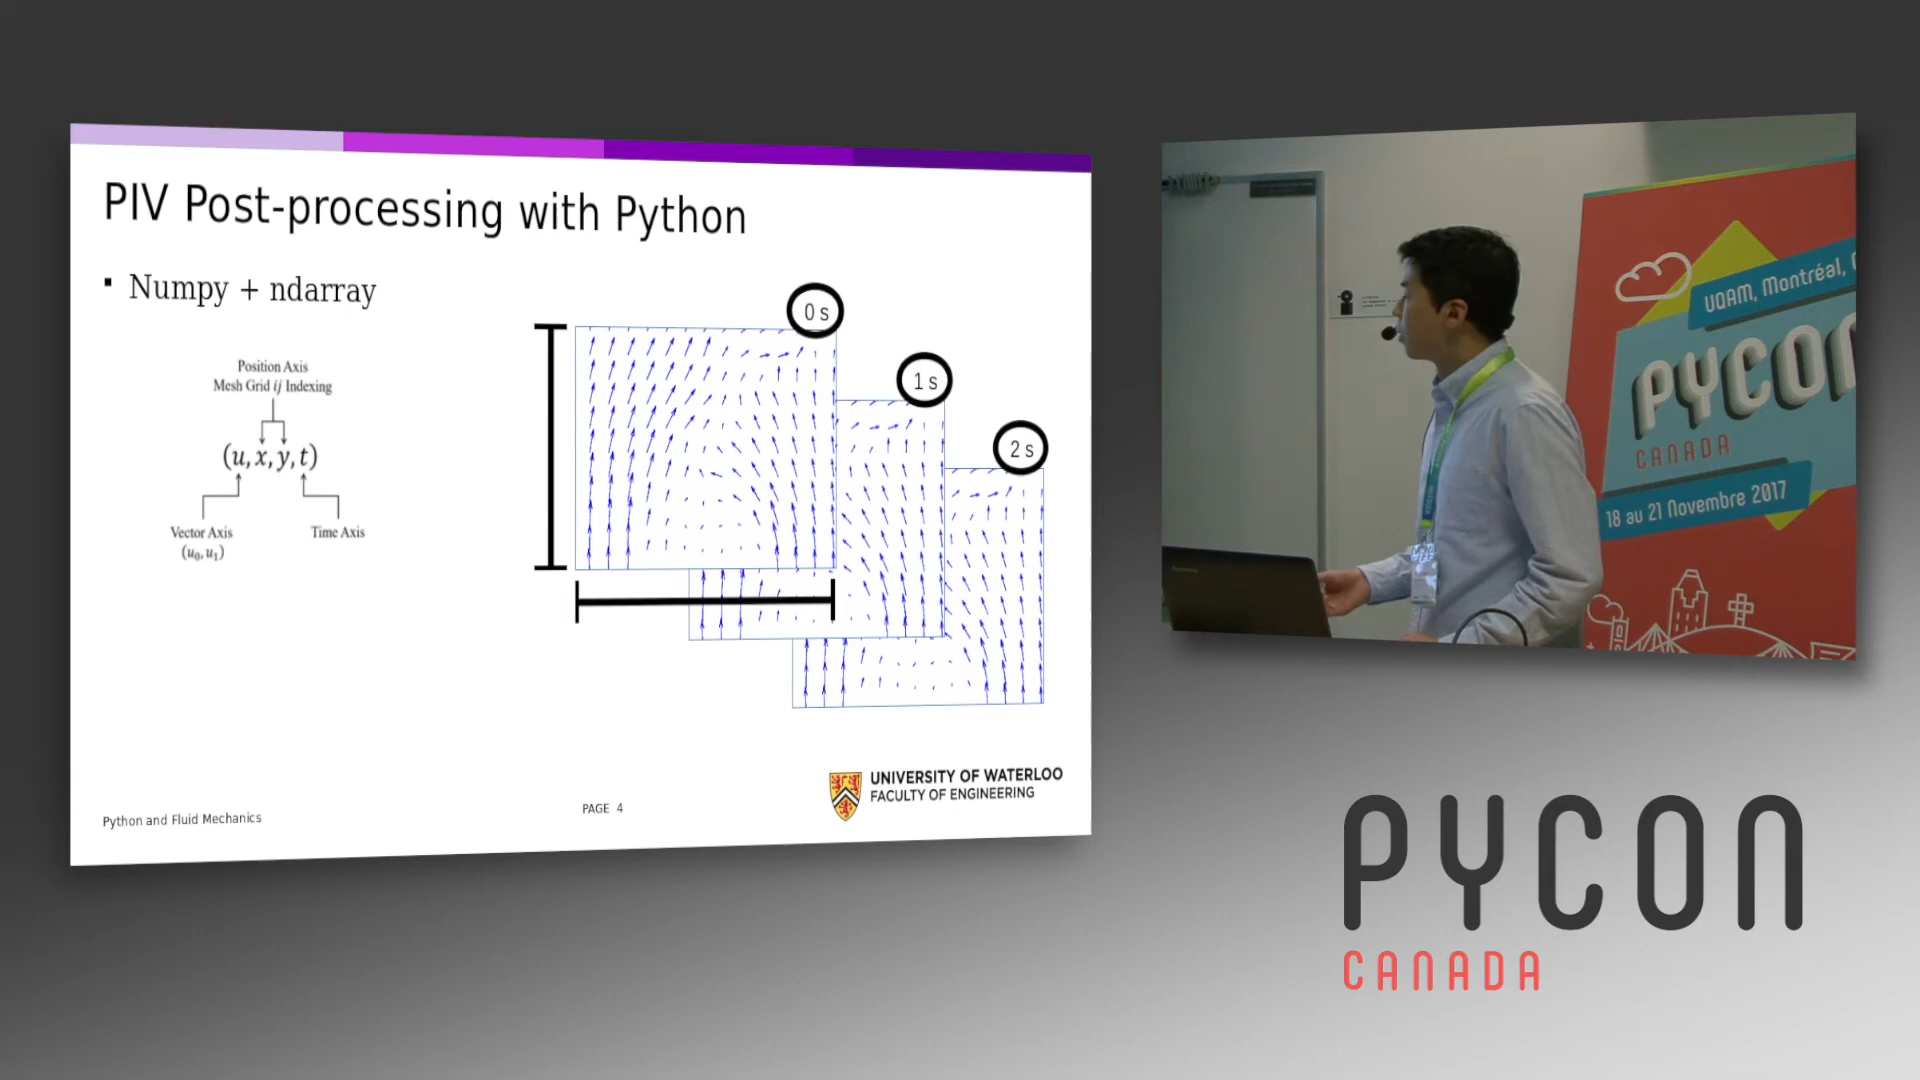 PIV Post-processing with Python
▪ Numpy + ndarray
Position Axis
Mesh Grid ij Indexing
(u, x, y, t)
Vector Axis
(u₀, u₁)
Time Axis
0 s
1 s
2 s
UNIVERSITY OF WATERLOO
FACULTY OF ENGINEERING
PAGE 4
Python and Fluid Mechanics
UQAM, Montréal,
PYCON
CANADA
18 au 21 Novembre 2017
PYCON
CANADA